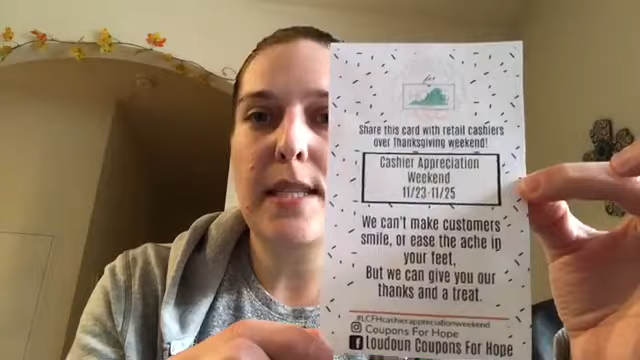 for
Share this card with retail cashiers
over Thanksgiving weekend!
Cashier Appreciation
Weekend
11/23-11/25
We can't make customers
smile, or ease the ache in
your feet,
But we can give you our
thanks and a treat.
#LCFHcashierappreciationweekend
Coupons For Hope
Loudoun Coupons For Hope